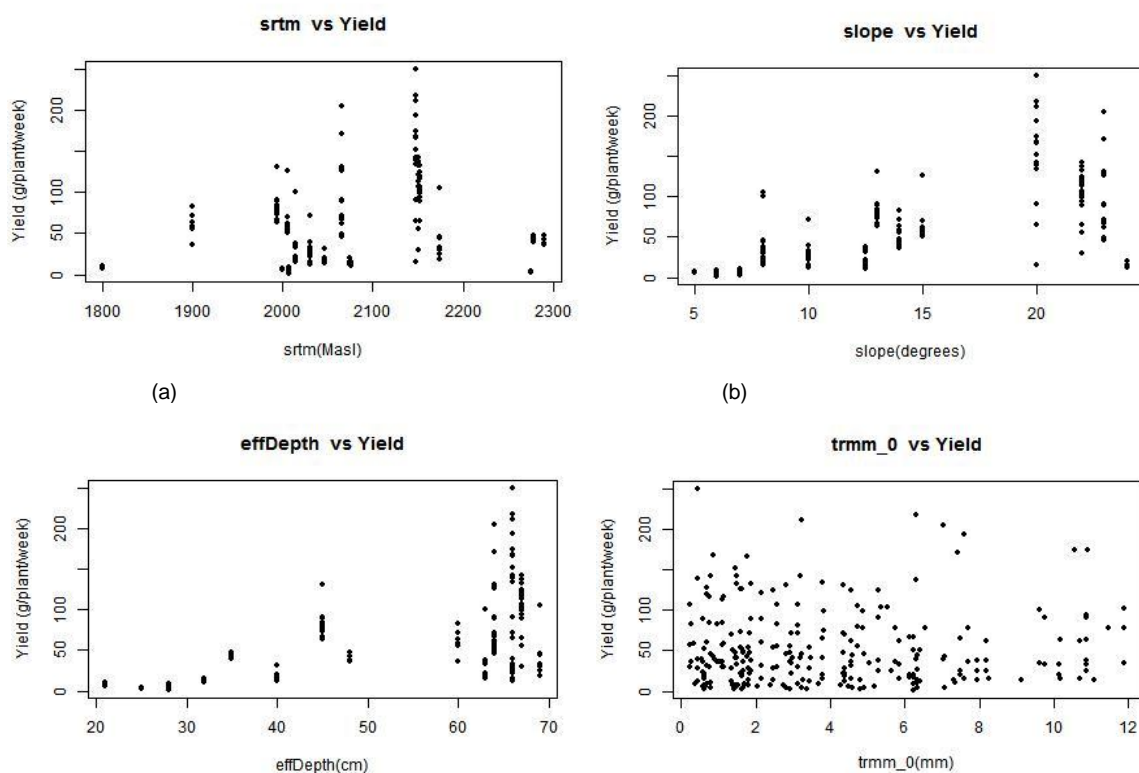 srtm vs Yield
Yield (g/plant/week)
0 50 100 200
1800 1900 2000 2100 2200 2300
srtm(Masl)
(a)
slope vs Yield
Yield (g/plant/week)
0 50 100 200
5 10 15 20
slope(degrees)
(b)
effDepth vs Yield
Yield (g/plant/week)
0 50 100 200
20 30 40 50 60 70
effDepth(cm)
trmm_0 vs Yield
Yield (g/plant/week)
0 50 100 200
0 2 4 6 8 10 12
trmm_0(mm)